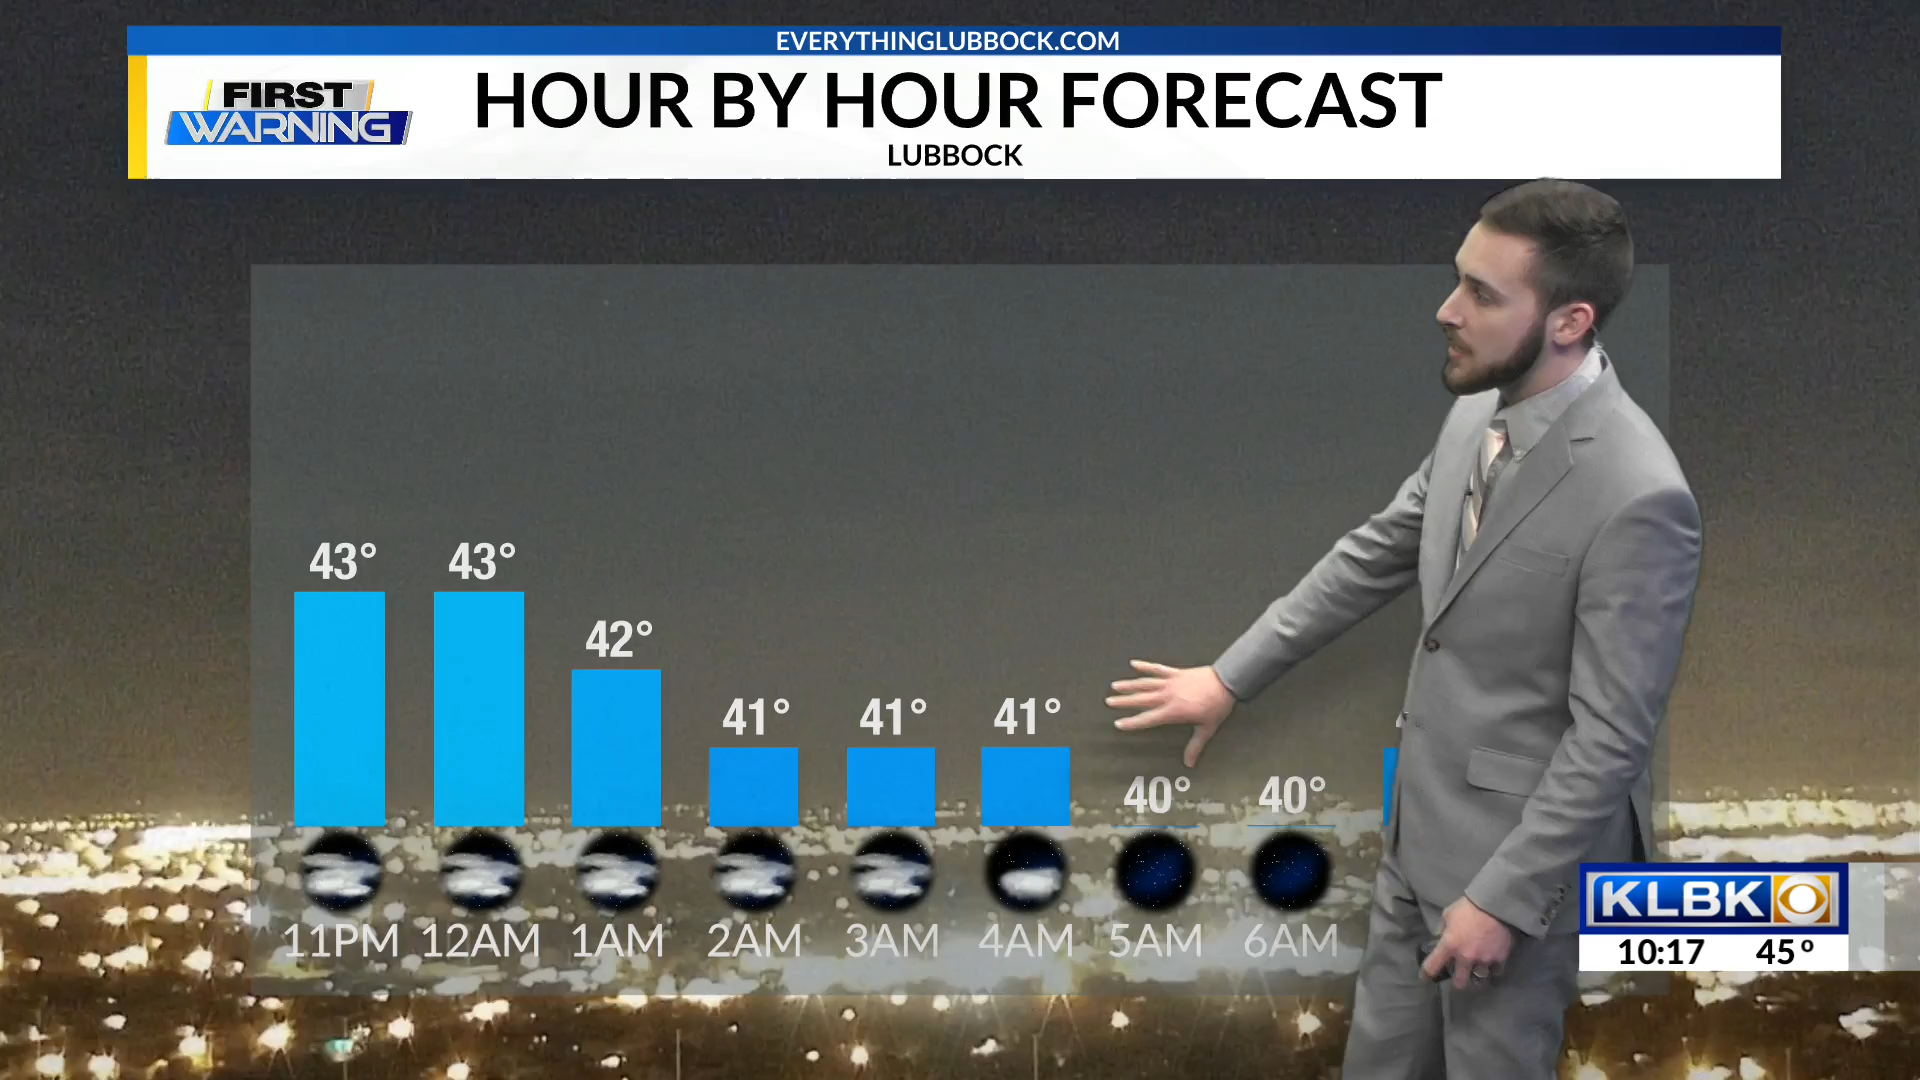 EVERYTHINGLUBBOCK.COM
FIRST
WARNING
HOUR BY HOUR FORECAST
LUBBOCK
43° 43° 42° 41° 41° 41° 40° 40°
11PM 12AM 1AM 2AM 3AM 4AM 5AM 6AM
KLBK
10:17 45°